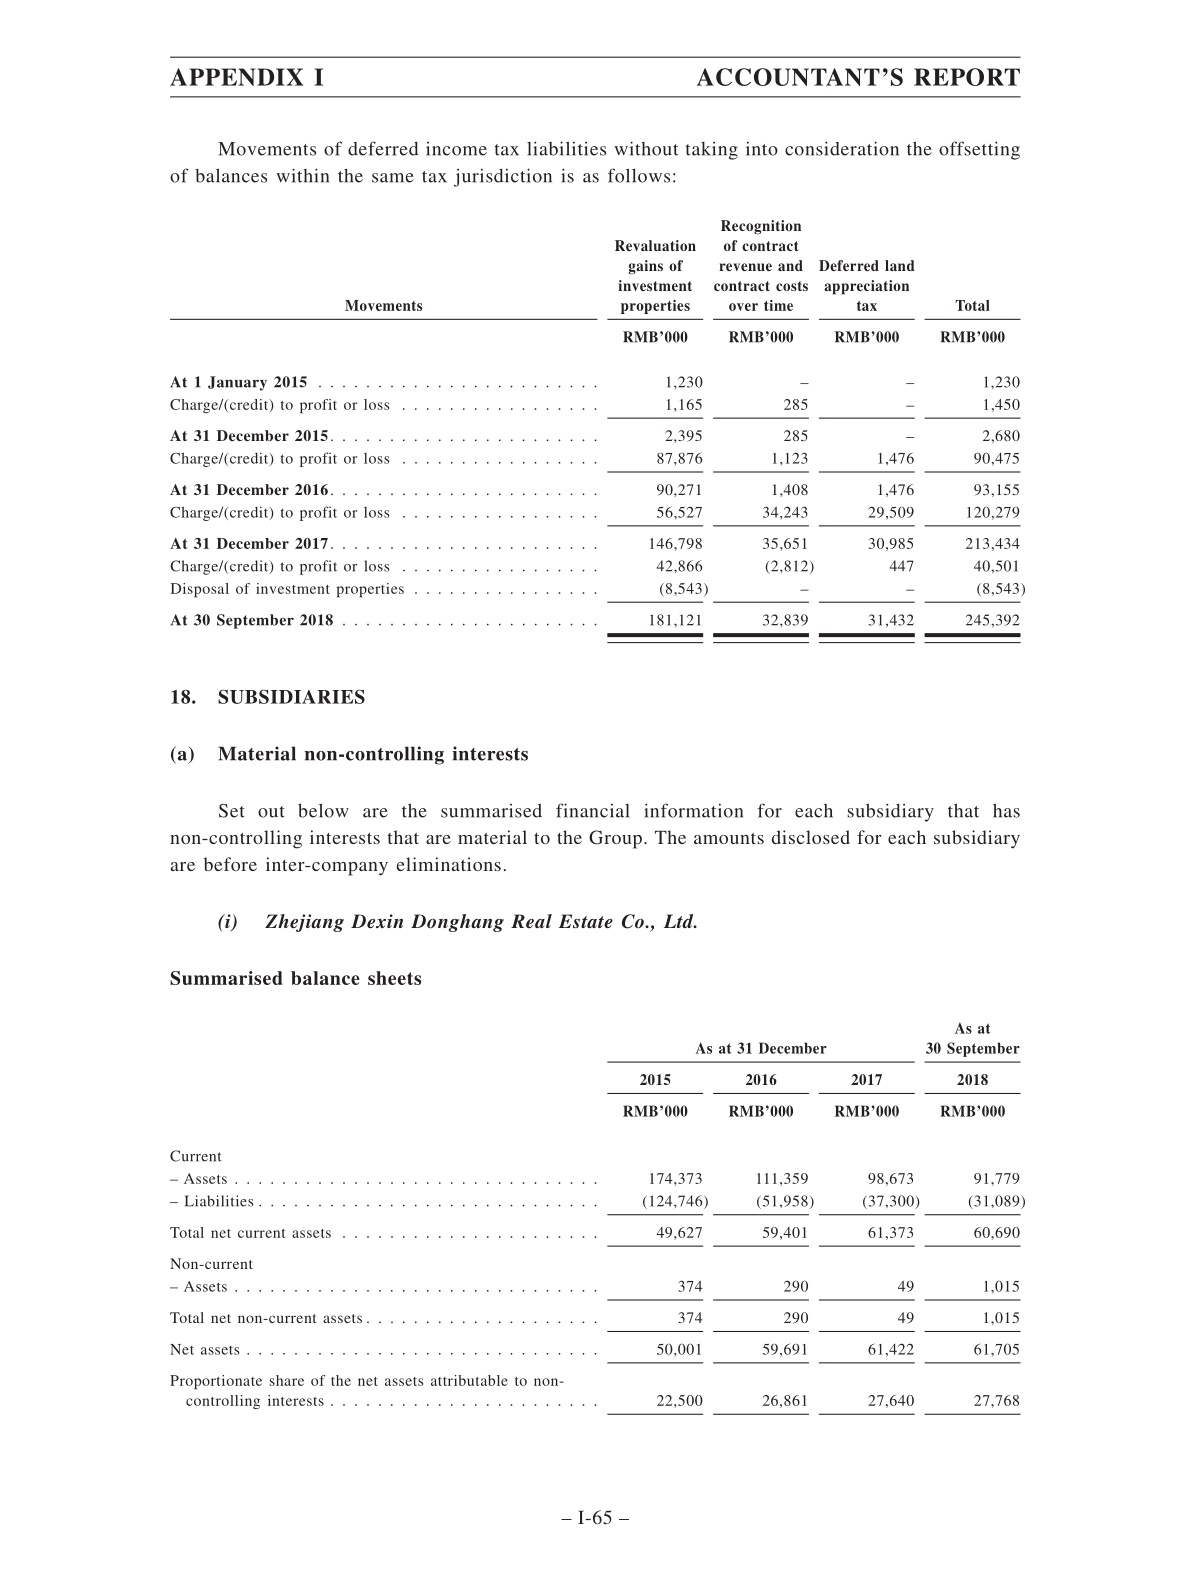 APPENDIX I ACCOUNTANT'S REPORT
Movements of deferred income tax liabilities without taking into consideration the offsetting
of balances within the same tax jurisdiction is as follows:
Movements Revaluation gains of investment properties Recognition of contract revenue and contract costs over time Deferred land appreciation tax Total
RMB'000 RMB'000 RMB'000 RMB'000
At 1 January 2015 . . . . . . . . . . . . . . . . . . . . . . . . 1,230 – – 1,230
Charge/(credit) to profit or loss . . . . . . . . . . . . . . . . . 1,165 285 – 1,450
At 31 December 2015. . . . . . . . . . . . . . . . . . . . . . . 2,395 285 – 2,680
Charge/(credit) to profit or loss . . . . . . . . . . . . . . . . . 87,876 1,123 1,476 90,475
At 31 December 2016. . . . . . . . . . . . . . . . . . . . . . . 90,271 1,408 1,476 93,155
Charge/(credit) to profit or loss . . . . . . . . . . . . . . . . . 56,527 34,243 29,509 120,279
At 31 December 2017. . . . . . . . . . . . . . . . . . . . . . . 146,798 35,651 30,985 213,434
Charge/(credit) to profit or loss . . . . . . . . . . . . . . . . . 42,866 (2,812) 447 40,501
Disposal of investment properties . . . . . . . . . . . . . . . . (8,543) – – (8,543)
At 30 September 2018 . . . . . . . . . . . . . . . . . . . . . . 181,121 32,839 31,432 245,392
18. SUBSIDIARIES
(a) Material non-controlling interests
Set out below are the summarised financial information for each subsidiary that has
non-controlling interests that are material to the Group. The amounts disclosed for each subsidiary
are before inter-company eliminations.
(i) Zhejiang Dexin Donghang Real Estate Co., Ltd.
Summarised balance sheets
As at 31 December As at 30 September
2015 2016 2017 2018
RMB'000 RMB'000 RMB'000 RMB'000
Current
– Assets . . . . . . . . . . . . . . . . . . . . . . . . . . . . . . . 174,373 111,359 98,673 91,779
– Liabilities . . . . . . . . . . . . . . . . . . . . . . . . . . . . . (124,746) (51,958) (37,300) (31,089)
Total net current assets . . . . . . . . . . . . . . . . . . . . . . 49,627 59,401 61,373 60,690
Non-current
– Assets . . . . . . . . . . . . . . . . . . . . . . . . . . . . . . . 374 290 49 1,015
Total net non-current assets . . . . . . . . . . . . . . . . . . . . 374 290 49 1,015
Net assets . . . . . . . . . . . . . . . . . . . . . . . . . . . . . . 50,001 59,691 61,422 61,705
Proportionate share of the net assets attributable to non-
controlling interests . . . . . . . . . . . . . . . . . . . . . . . 22,500 26,861 27,640 27,768
– I-65 –